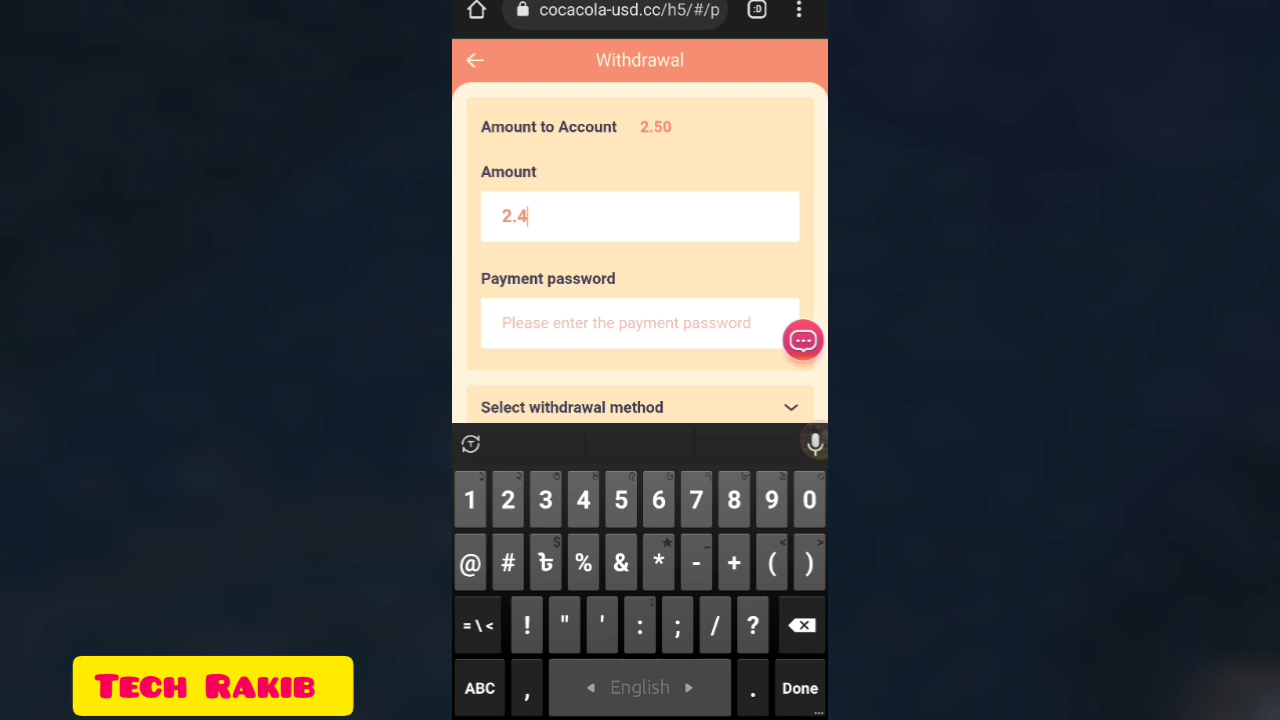 cocacola-usd.cc/h5/#/p :D
Withdrawal
Amount to Account 2.50
Amount
2.4
Payment password
Please enter the payment password
Select withdrawal method
1 2 3 4 5 6 7 8 9 0
@ # ৳ % & * - + ( )
= \ < ! " ' : ; / ?
ABC , English . Done
Tech Rakib